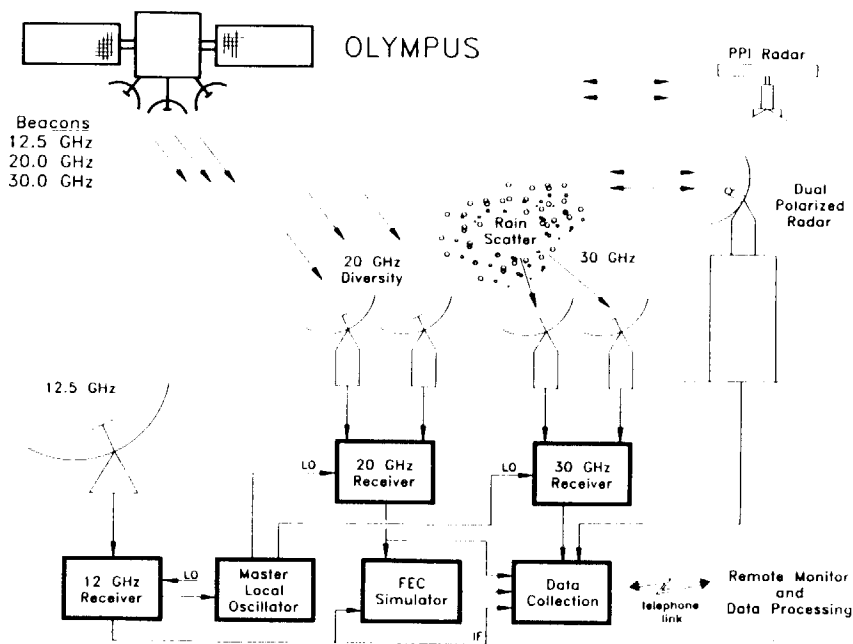 OLYMPUS
PPI Radar
Beacons
12.5 GHz
20.0 GHz
30.0 GHz
Dual
Polarized
Radar
Rain
Scatter
20 GHz
Diversity
30 GHz
12.5 GHz
LO
20 GHz
Receiver
LO
30 GHz
Receiver
12 GHz
Receiver
LO
Master
Local
Oscillator
FEC
Simulator
Data
Collection
telephone
link
Remote Monitor
and
Data Processing
IF